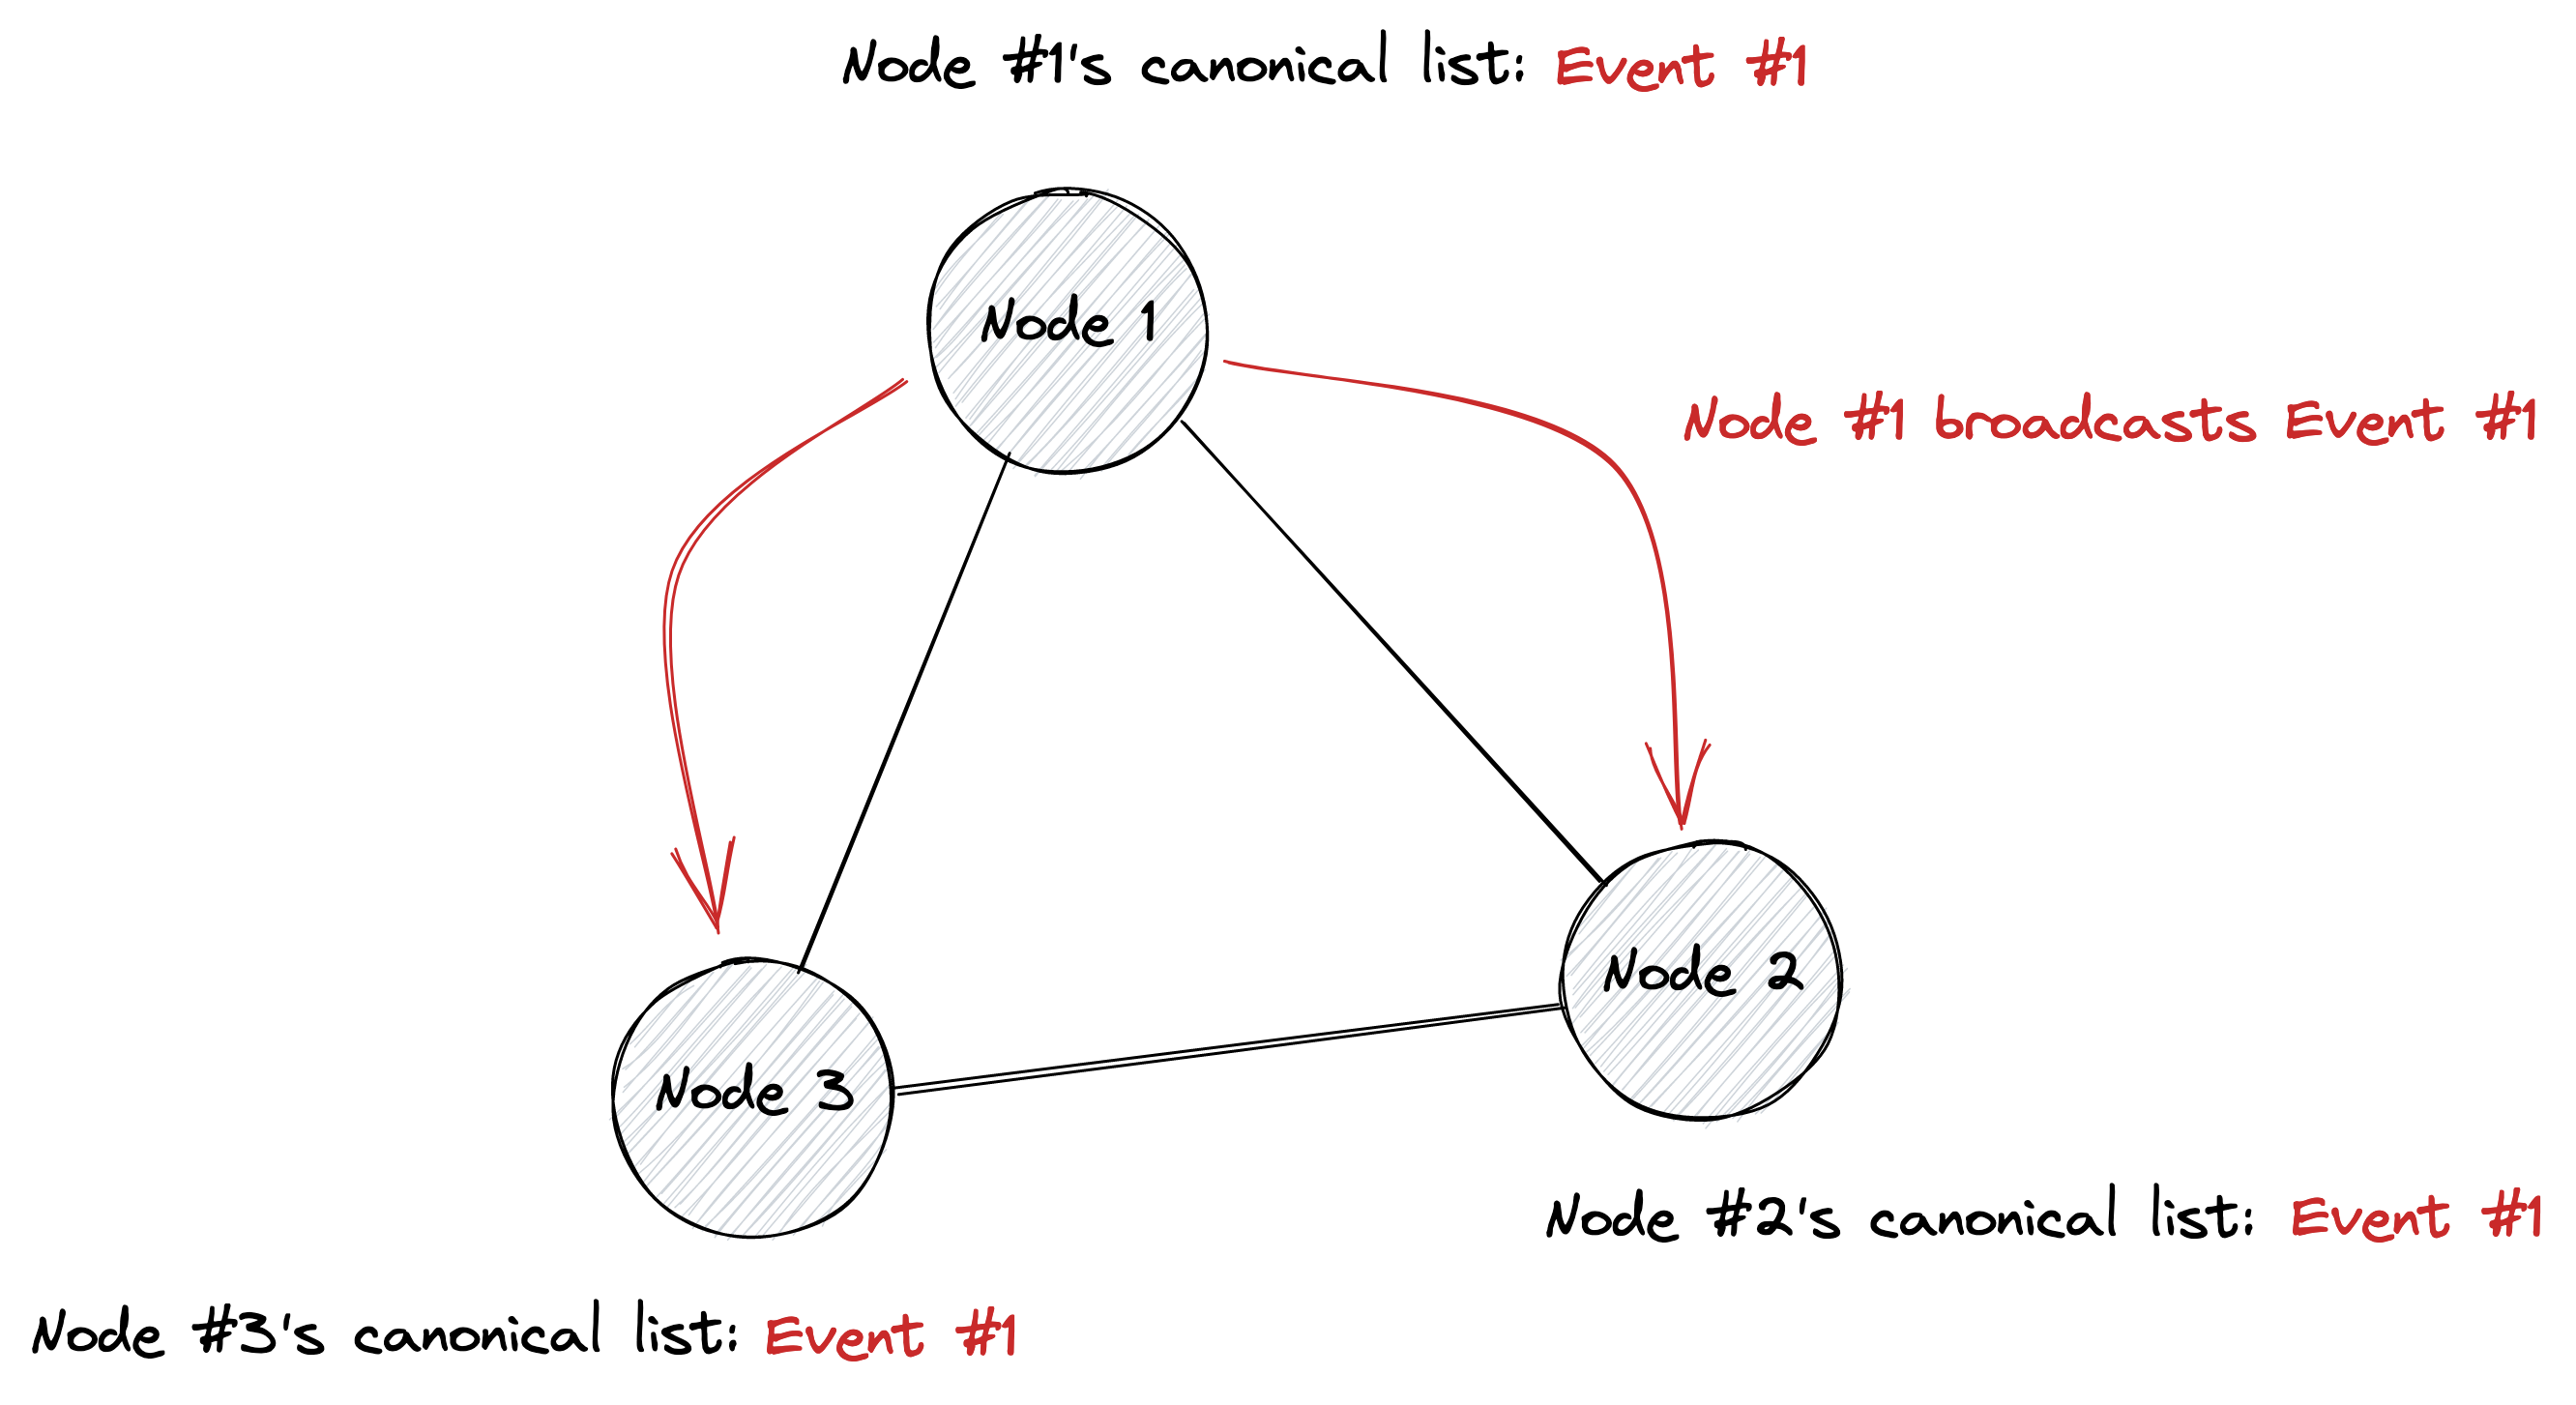 Node #1's canonical list: Event #1
Node 1
Node #1 broadcasts Event #1
Node 2
Node 3
Node #2's canonical list: Event #1
Node #3's canonical list: Event #1